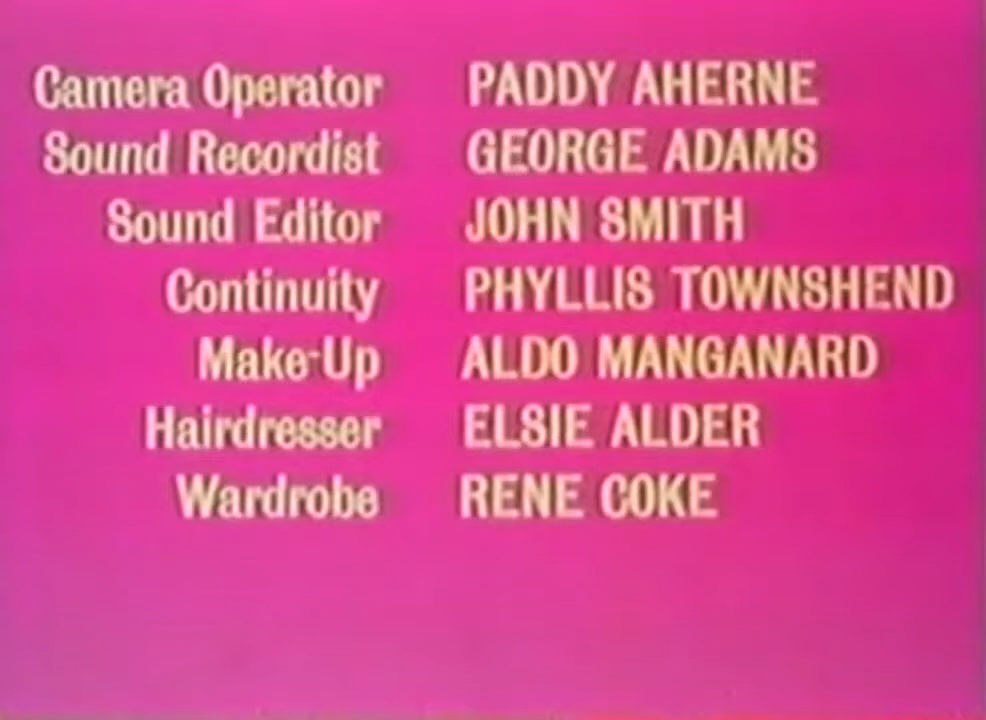 Camera Operator PADDY AHERNE
Sound Recordist GEORGE ADAMS
Sound Editor JOHN SMITH
Continuity PHYLLIS TOWNSHEND
Make-Up ALDO MANGANARD
Hairdresser ELSIE ALDER
Wardrobe RENE COKE